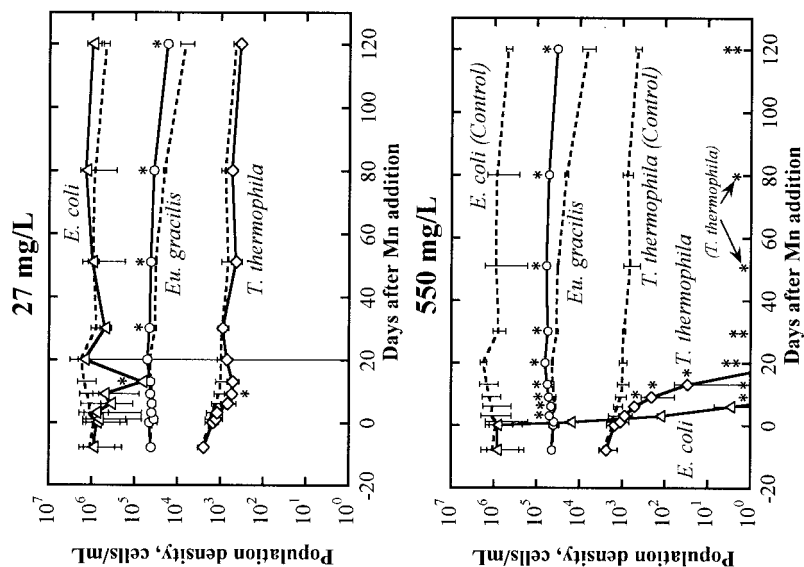 27 mg/L
Population density, cells/mL
10^7
10^6
10^5
10^4
10^3
10^2
10^1
10^0
E. coli
Eu. gracilis
T. thermophila
*
*
*
*
*
*
-20 0 20 40 60 80 100 120
Days after Mn addition
550 mg/L
Population density, cells/mL
10^7
10^6
10^5
10^4
10^3
10^2
10^1
10^0
E. coli (Control)
Eu. gracilis
T. thermophila (Control)
T. thermophila
(T. thermophila)
E. coli
-20 0 20 40 60 80 100 120
Days after Mn addition